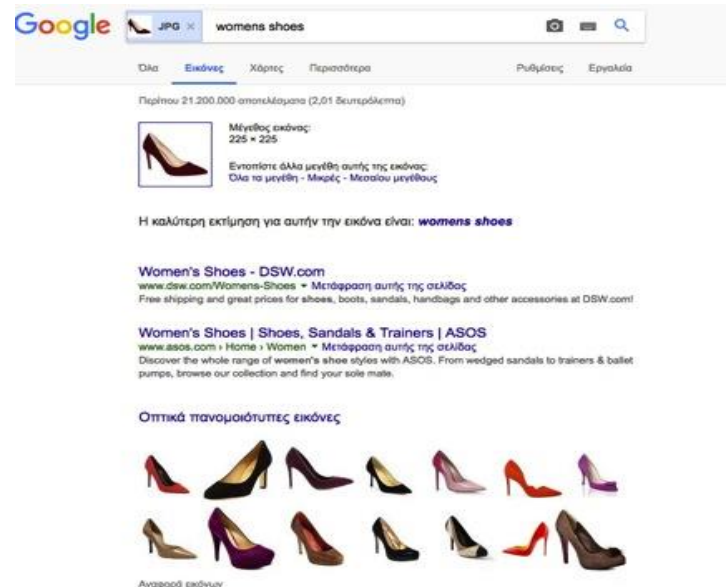 Google JPG × womens shoes
Όλα Εικόνες Χάρτες Περισσότερα Ρυθμίσεις Εργαλεία
Περίπου 21.200.000 αποτελέσματα (2,01 δευτερόλεπτα)
Μέγεθος εικόνας:
225 × 225
Εντοπίστε άλλα μεγέθη αυτής της εικόνας:
Όλα τα μεγέθη - Μικρές - Μεσαίου μεγέθους
Η καλύτερη εκτίμηση για αυτήν την εικόνα είναι: womens shoes
Women's Shoes - DSW.com
www.dsw.com/Womens-Shoes ▾ Μετάφραση αυτής της σελίδας
Free shipping and great prices for shoes, boots, sandals, handbags and other accessories at DSW.com!
Women's Shoes | Shoes, Sandals & Trainers | ASOS
www.asos.com › Home › Women ▾ Μετάφραση αυτής της σελίδας
Discover the whole range of women's shoe styles with ASOS. From wedged sandals to trainers & ballet
pumps, browse our collection and find your sole mate.
Οπτικά πανομοιότυπες εικόνες
Αναφορά εικόνων